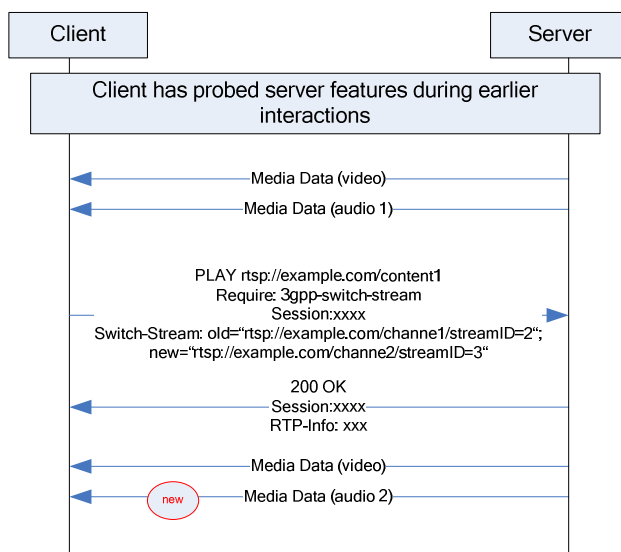 Client
Server
Client has probed server features during earlier
interactions
Media Data (video)
Media Data (audio 1)
PLAY rtsp://example.com/content1
Require: 3gpp-switch-stream
Session:xxxx
Switch-Stream: old=“rtsp://example.com/channe1/streamID=2“;
new=“rtsp://example.com/channe2/streamID=3“
200 OK
Session:xxxx
RTP-Info: xxx
Media Data (video)
new
Media Data (audio 2)